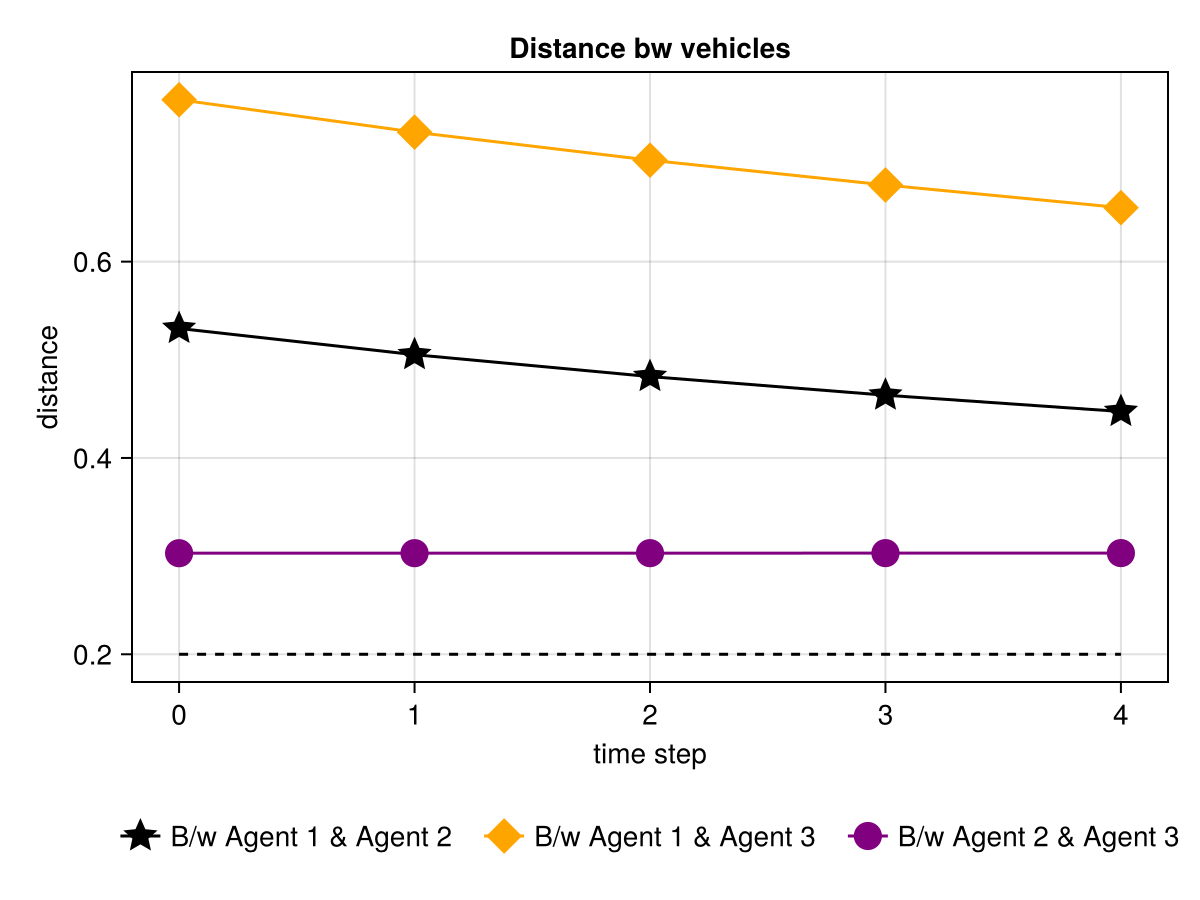 Distance bw vehicles
distance
0.6
0.4
0.2
0 1 2 3 4
time step
B/w Agent 1 & Agent 2 B/w Agent 1 & Agent 3 B/w Agent 2 & Agent 3